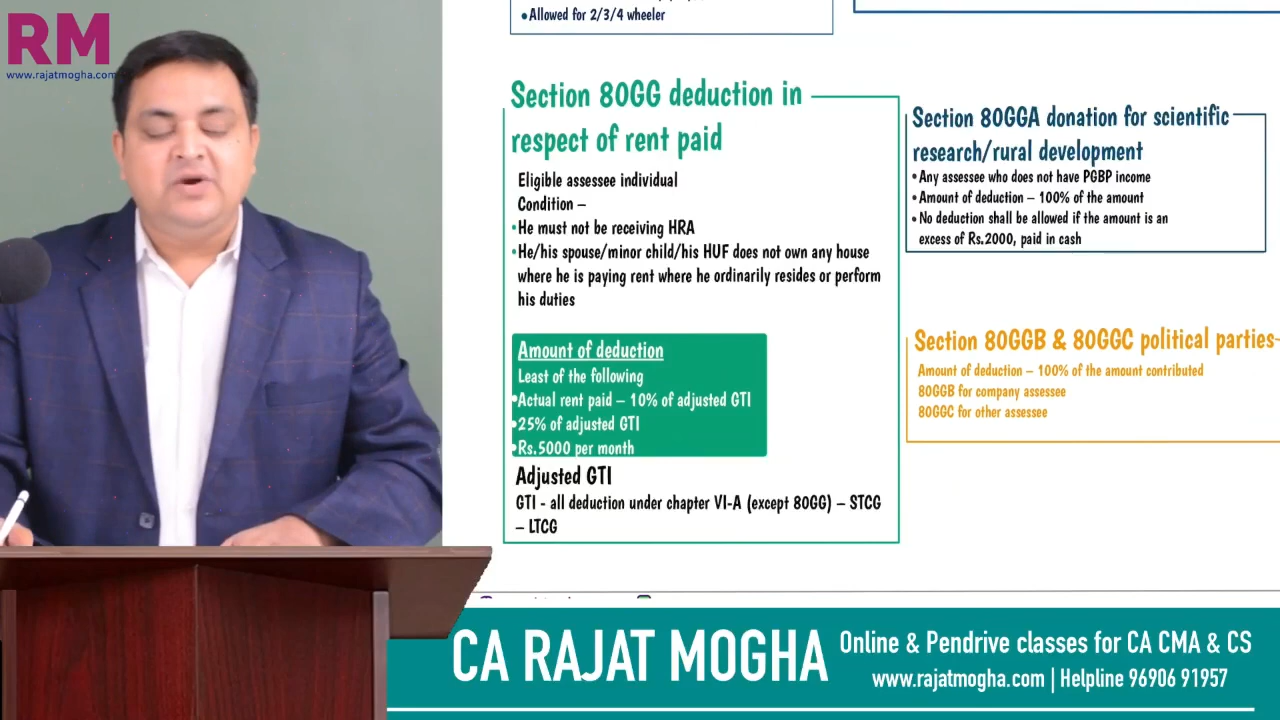 RM
www.rajatmogha.com
•Allowed for 2/3/4 wheeler
Section 80GG deduction in
respect of rent paid
Eligible assessee individual
Condition –
•He must not be receiving HRA
•He/his spouse/minor child/his HUF does not own any house
where he is paying rent where he ordinarily resides or perform
his duties
Amount of deduction
Least of the following
•Actual rent paid – 10% of adjusted GTI
•25% of adjusted GTI
•Rs.5000 per month
Adjusted GTI
GTI - all deduction under chapter VI-A (except 80GG) – STCG
– LTCG
Section 80GGA donation for scientific
research/rural development
•Any assessee who does not have PGBP income
•Amount of deduction – 100% of the amount
•No deduction shall be allowed if the amount is an
excess of Rs.2000, paid in cash
Section 80GGB & 80GGC political parties
Amount of deduction – 100% of the amount contributed
80GGB for company assessee
80GGC for other assessee
CA RAJAT MOGHA
Online & Pendrive classes for CA CMA & CS
www.rajatmogha.com | Helpline 96906 91957